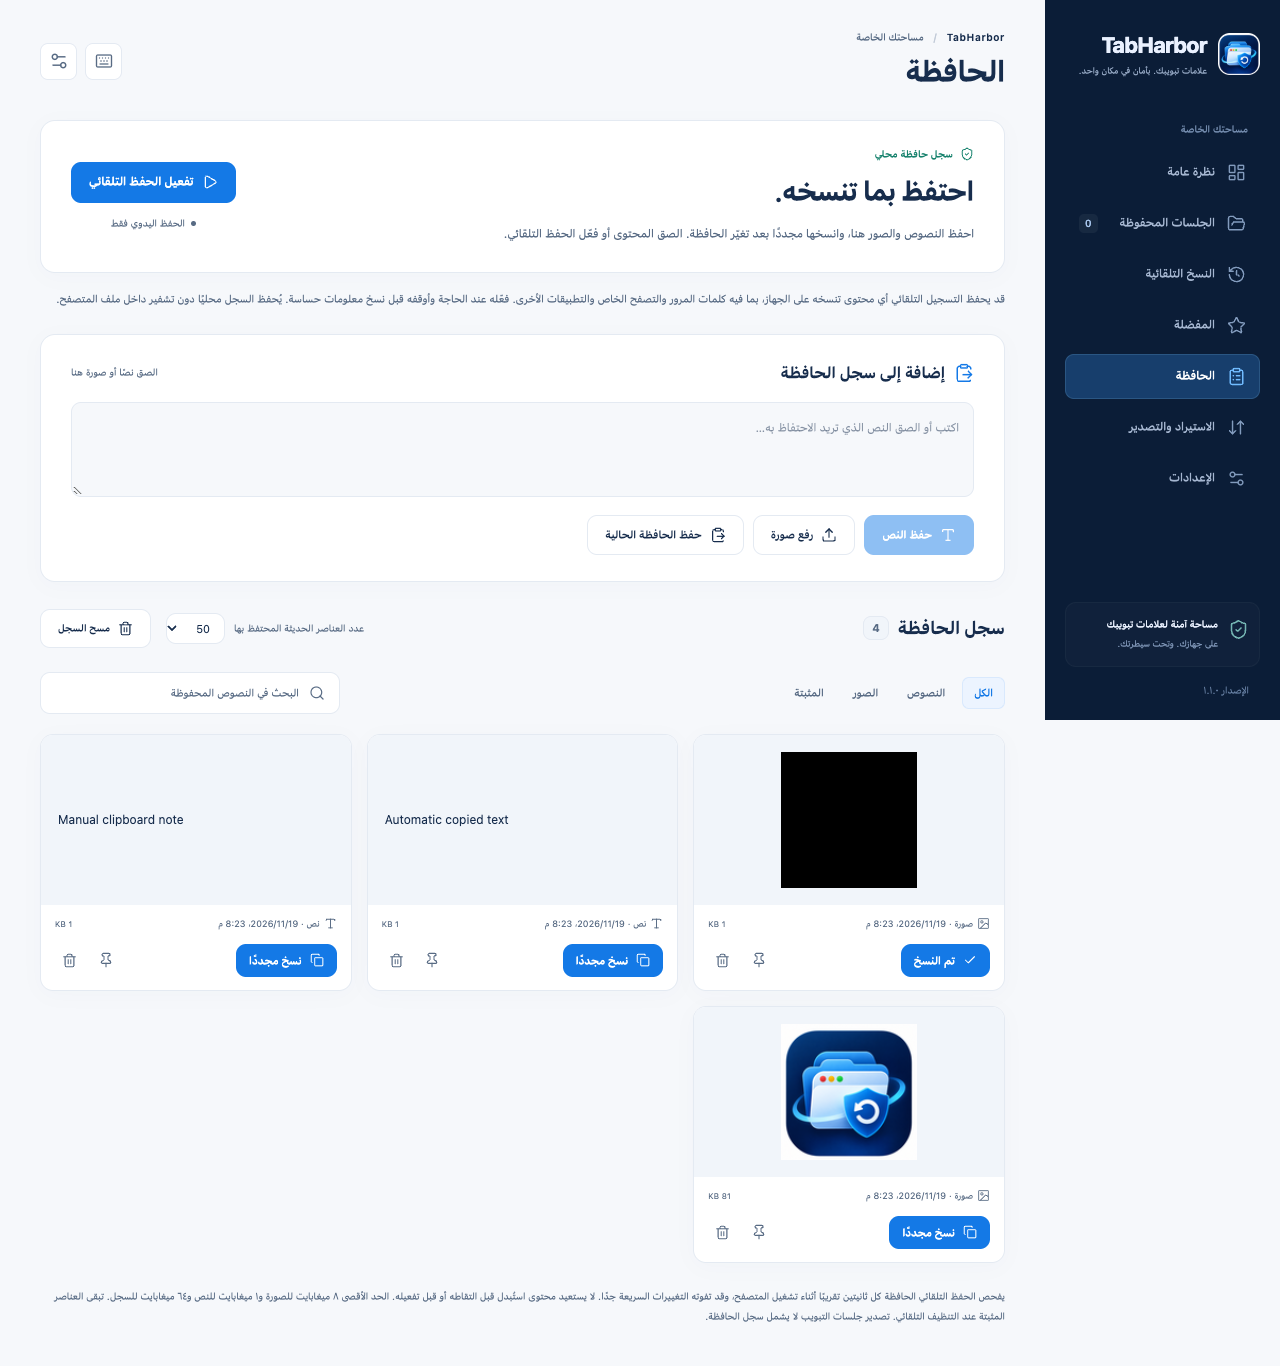 TabHarbor
علامات تبويبك. بأمان في مكان واحد.
مساحتك الخاصة
نظرة عامة
الجلسات المحفوظة 0
النسخ التلقائية
المفضلة
الحافظة
الاستيراد والتصدير
الإعدادات
مساحة آمنة لعلامات تبويبك
على جهازك. وتحت سيطرتك.
الإصدار ١.١.٠
TabHarbor / مساحتك الخاصة
الحافظة
سجل حافظة محلي
احتفظ بما تنسخه.
احفظ النصوص والصور هنا، وانسخها مجددًا بعد تغيّر الحافظة. الصق المحتوى أو فعّل الحفظ التلقائي.
تفعيل الحفظ التلقائي
الحفظ اليدوي فقط
قد يحفظ التسجيل التلقائي أي محتوى تنسخه على الجهاز، بما فيه كلمات المرور والتصفح الخاص والتطبيقات الأخرى. فعّله عند الحاجة وأوقفه قبل نسخ معلومات حساسة. يُحفظ السجل محليًا دون تشفير داخل ملف المتصفح.
إضافة إلى سجل الحافظة
الصق نصًا أو صورة هنا
اكتب أو الصق النص الذي تريد الاحتفاظ به...
حفظ النص
رفع صورة
حفظ الحافظة الحالية
سجل الحافظة 4
عدد العناصر الحديثة المحتفظ بها
50
مسح السجل
الكل
النصوص
الصور
المثبتة
البحث في النصوص المحفوظة
صورة · 2026/11/19، 8:23 م
1 KB
تم النسخ
Automatic copied text
نص · 2026/11/19، 8:23 م
1 KB
نسخ مجددًا
Manual clipboard note
نص · 2026/11/19، 8:23 م
1 KB
نسخ مجددًا
صورة · 2026/11/19، 8:23 م
81 KB
نسخ مجددًا
يفحص الحفظ التلقائي الحافظة كل ثانيتين تقريبًا أثناء تشغيل المتصفح، وقد تفوته التغييرات السريعة جدًا. لا يستعيد محتوى استُبدل قبل التقاطه أو قبل تفعيله. الحد الأقصى ٨ ميغابايت للصورة و١ ميغابايت للنص و٦٤ ميغابايت للسجل. تبقى العناصر
المثبتة عند التنظيف التلقائي. تصدير جلسات التبويب لا يشمل سجل الحافظة.